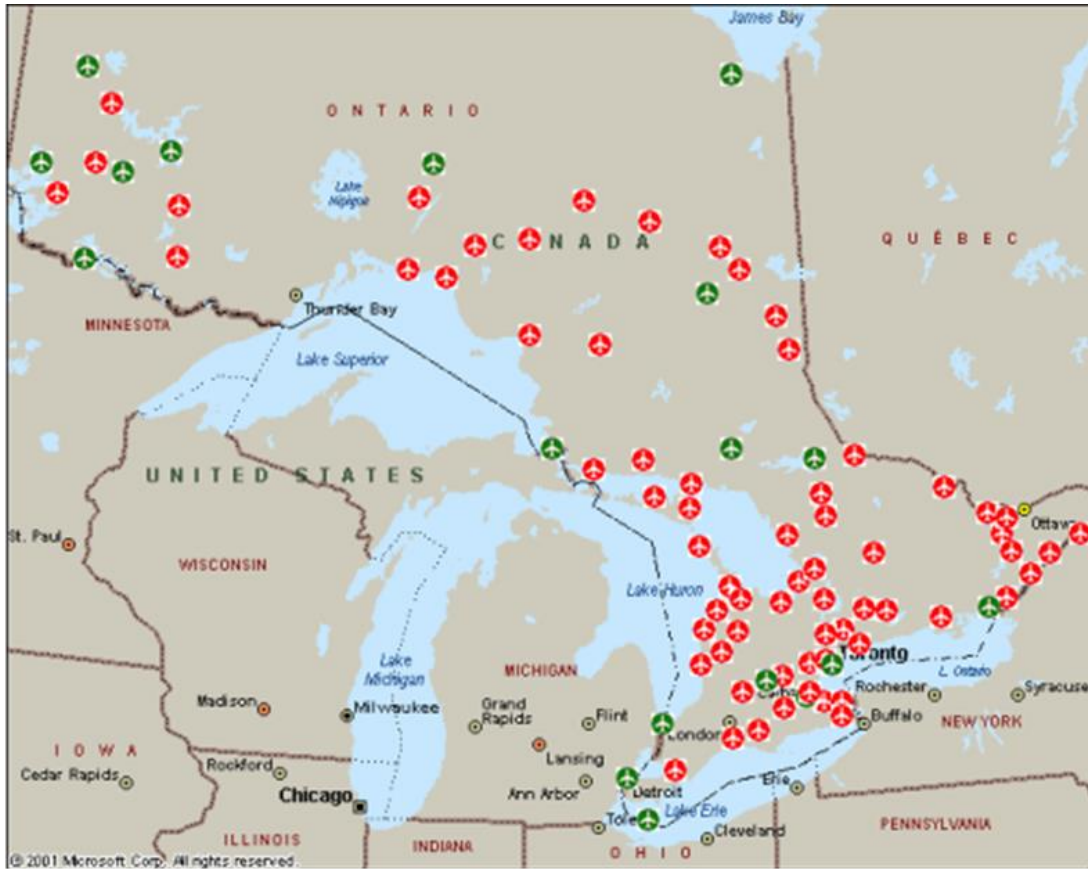 James Bay
ONTARIO
Lake
Nipigon
CANADA
QUÉBEC
Thunder Bay
MINNESOTA
Lake Superior
UNITED STATES
Ottawa
St. Paul
WISCONSIN
Lake Huron
Toronto
MICHIGAN
Lake
Michigan
L. Ontario
Madison
Milwaukee
Grand
Rapids
Flint
Rochester
Syracuse
London
Buffalo
NEW YORK
IOWA
Lansing
Cedar Rapids
Rockford
Ann Arbor
Detroit
Erie
Chicago
Lake Erie
Tole
Cleveland
PENNSYLVANIA
ILLINOIS
INDIANA
OHIO
© 2001 Microsoft Corp. All rights reserved.